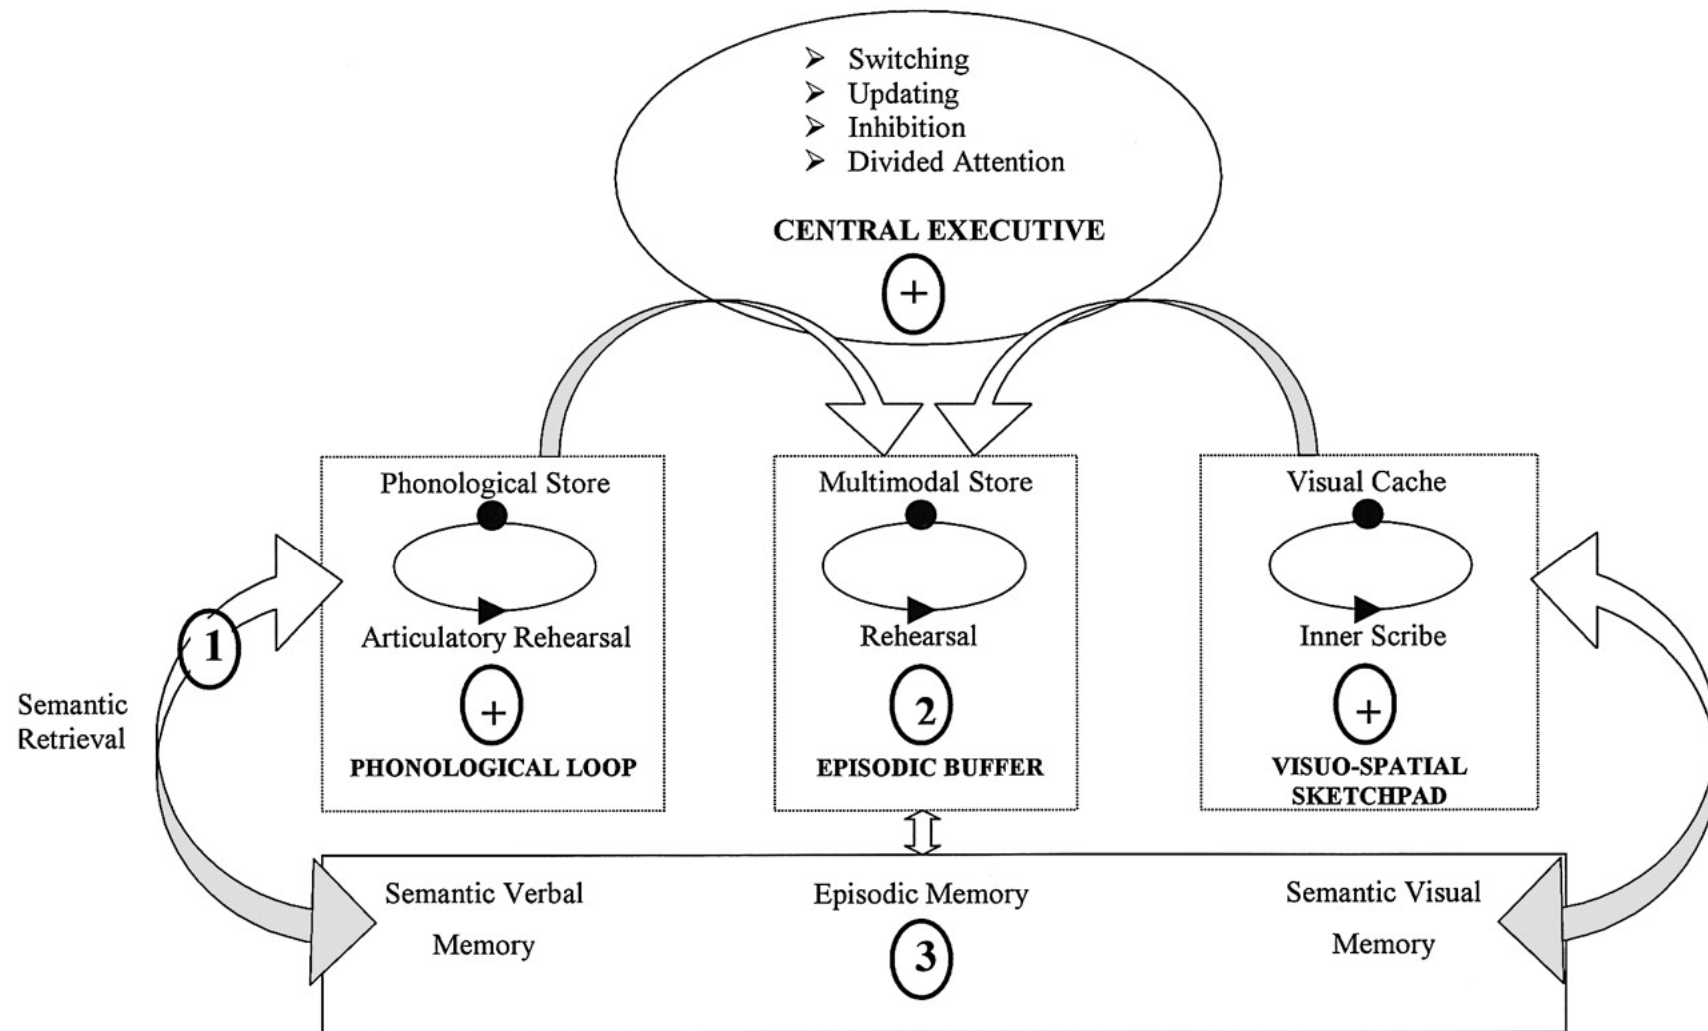 ➢ Switching
➢ Updating
➢ Inhibition
➢ Divided Attention
CENTRAL EXECUTIVE
+
Phonological Store
Articulatory Rehearsal
+
PHONOLOGICAL LOOP
Multimodal Store
Rehearsal
2
EPISODIC BUFFER
Visual Cache
Inner Scribe
+
VISUO-SPATIAL
SKETCHPAD
1
Semantic
Retrieval
Semantic Verbal
Memory
Episodic Memory
3
Semantic Visual
Memory